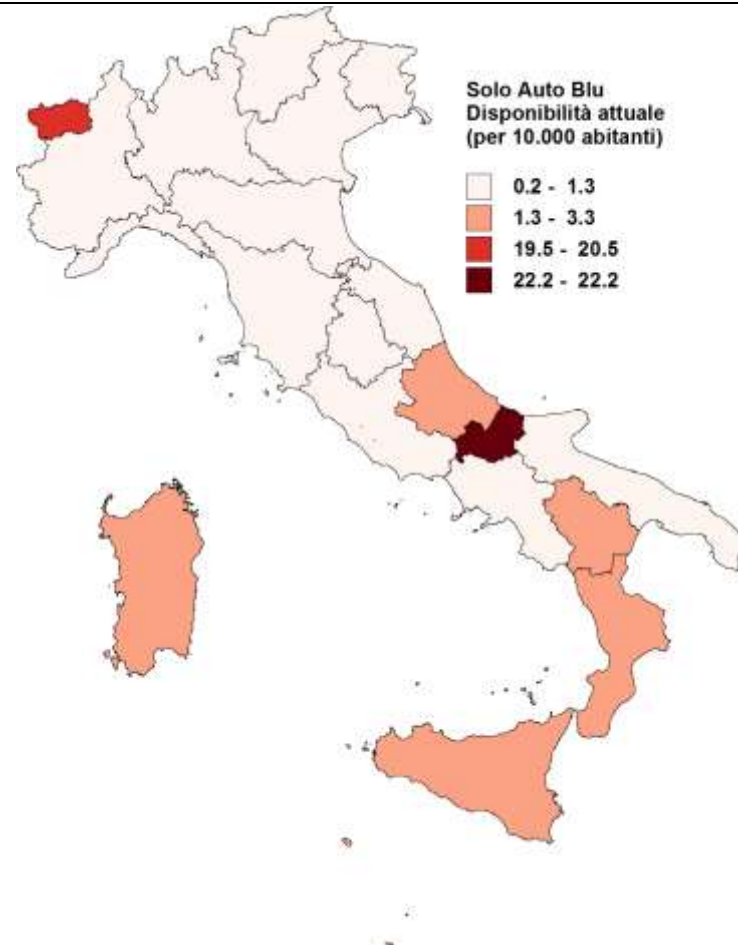 Solo Auto Blu
Disponibilità attuale
(per 10.000 abitanti)
0.2 - 1.3
1.3 - 3.3
19.5 - 20.5
22.2 - 22.2